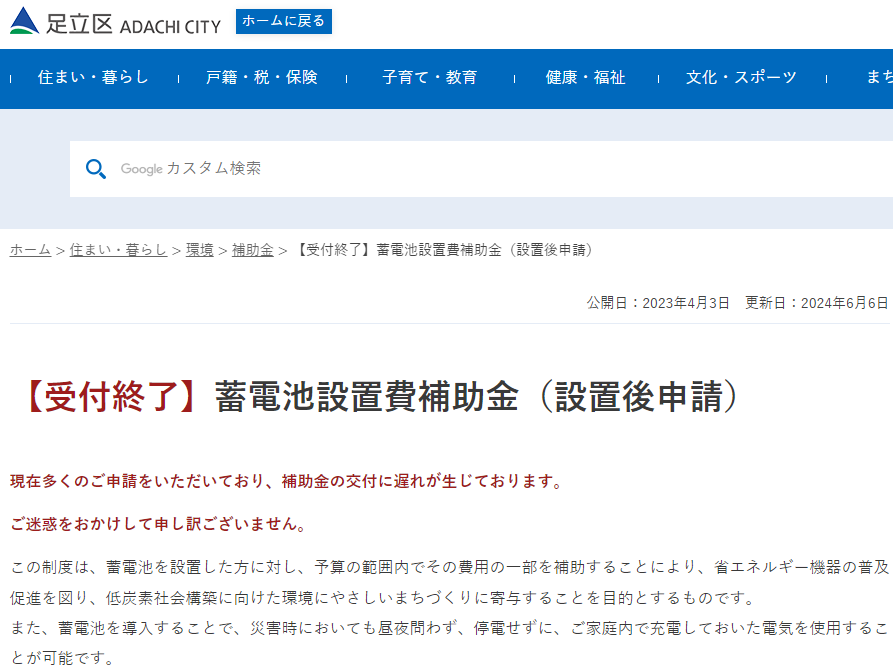 足立区 ADACHI CITY ホームに戻る
住まい・暮らし 戸籍・税・保険 子育て・教育 健康・福祉 文化・スポーツ まち
Google カスタム検索
ホーム > 住まい・暮らし > 環境 > 補助金 > 【受付終了】蓄電池設置費補助金（設置後申請）
公開日：2023年4月3日 更新日：2024年6月6日
【受付終了】蓄電池設置費補助金（設置後申請）
現在多くのご申請をいただいており、補助金の交付に遅れが生じております。
ご迷惑をおかけして申し訳ございません。
この制度は、蓄電池を設置した方に対し、予算の範囲内でその費用の一部を補助することにより、省エネルギー機器の普及
促進を図り、低炭素社会構築に向けた環境にやさしいまちづくりに寄与することを目的とするものです。
また、蓄電池を導入することで、災害時においても昼夜問わず、停電せずに、ご家庭内で充電しておいた電気を使用するこ
とが可能です。